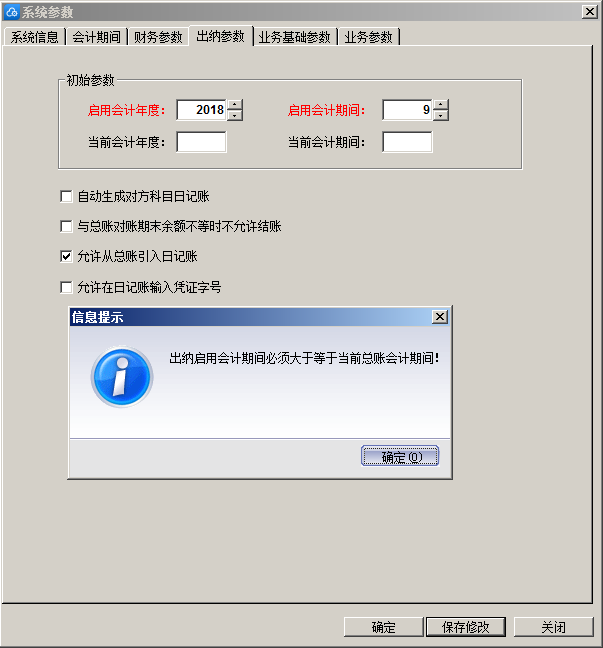 系统参数
系统信息 会计期间 财务参数 出纳参数 业务基础参数 业务参数
初始参数
启用会计年度： 2018 启用会计期间： 9
当前会计年度： 当前会计期间：
自动生成对方科目日记账
与总账对账期末余额不等时不允许结账
允许从总账引入日记账
允许在日记账输入凭证字号
信息提示
出纳启用会计期间必须大于等于当前总账会计期间!
确定(O)
确定 保存修改 关闭